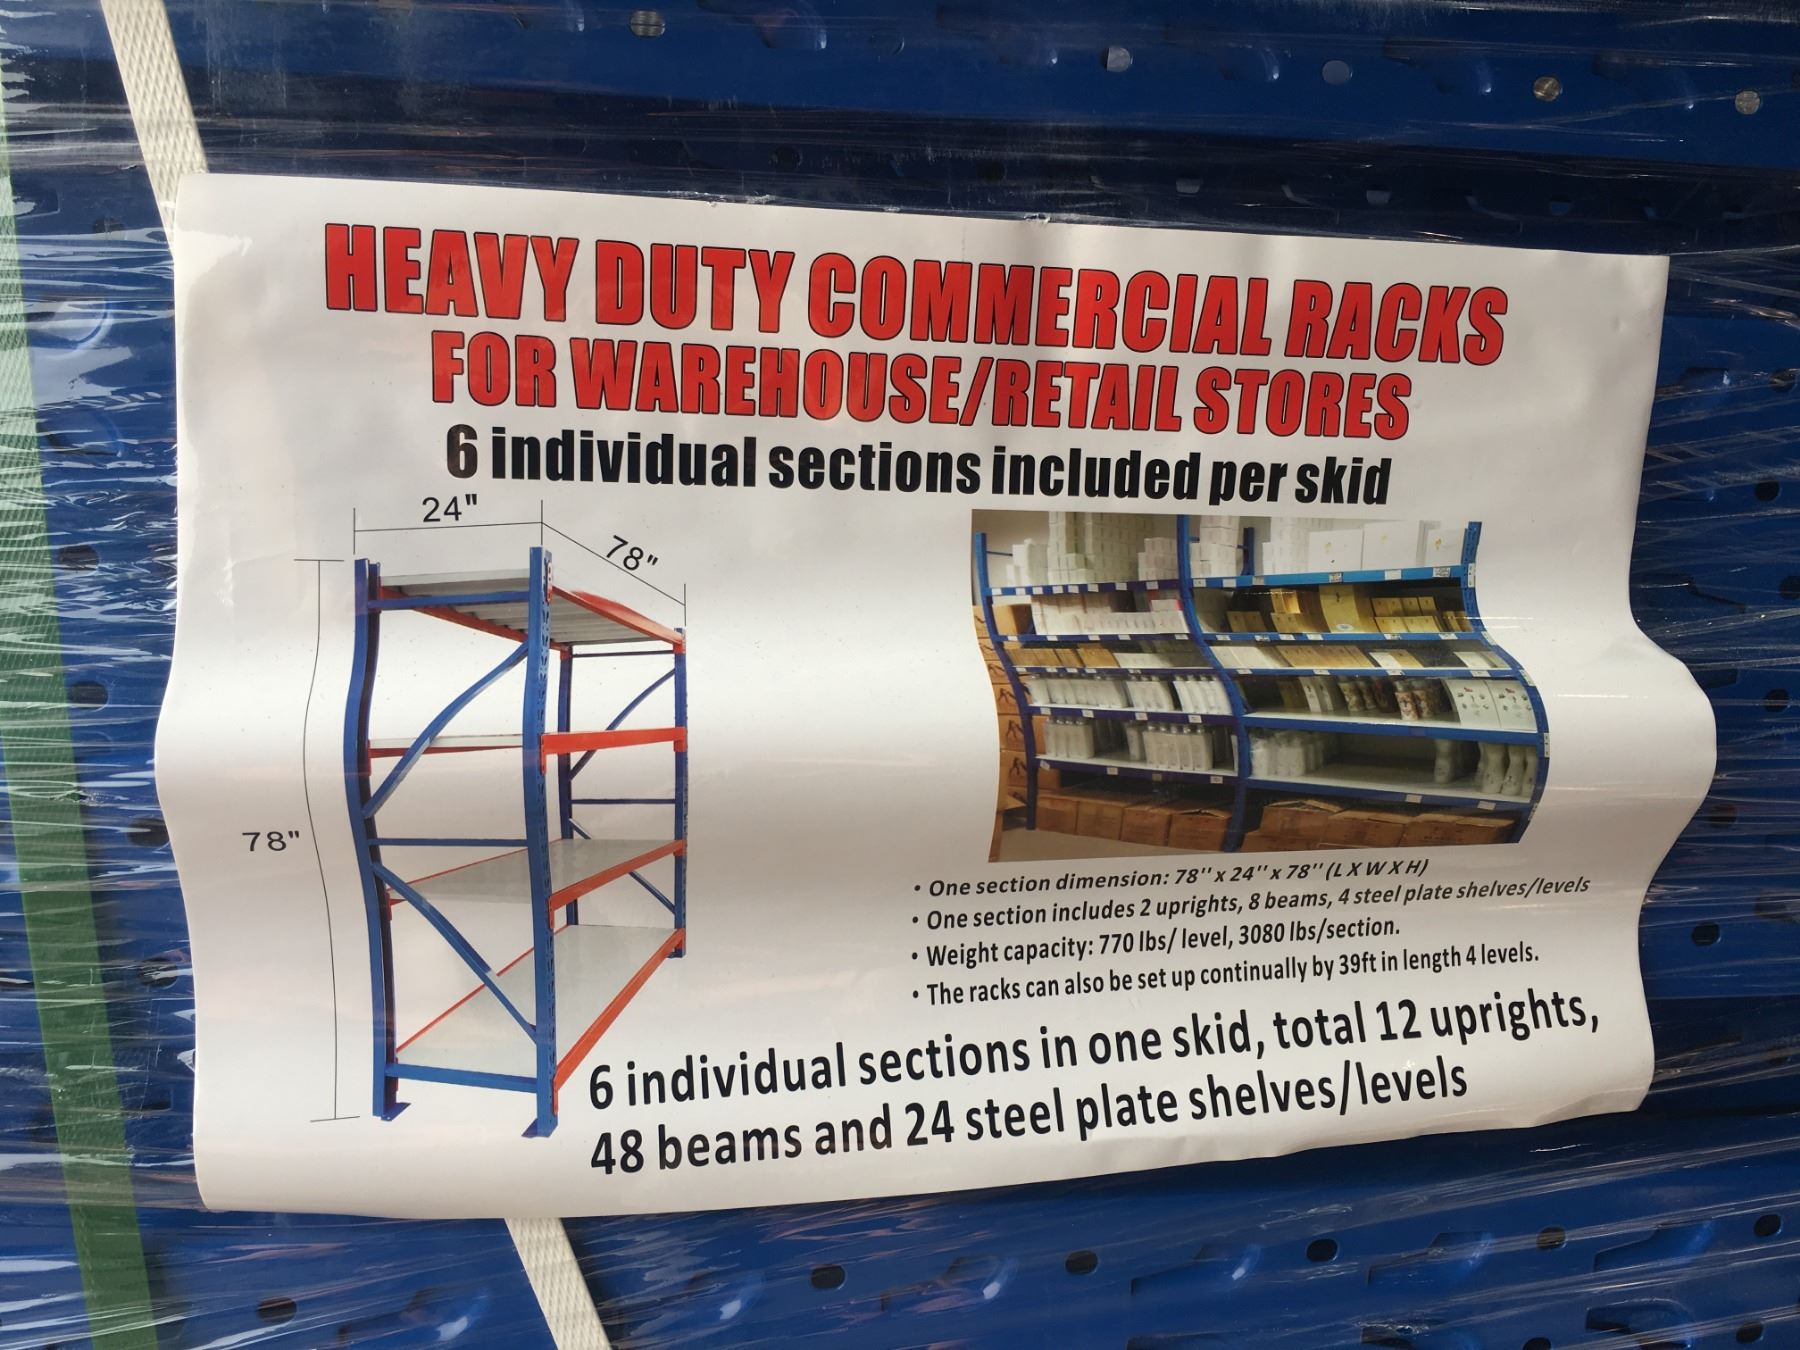 HEAVY DUTY COMMERCIAL RACKS
FOR WAREHOUSE/RETAIL STORES
6 individual sections included per skid
24"
78"
78"
• One section dimension: 78'' x 24'' x 78'' (L X W X H)
• One section includes 2 uprights, 8 beams, 4 steel plate shelves/levels
• Weight capacity: 770 lbs/ level, 3080 lbs/section.
• The racks can also be set up continually by 39ft in length 4 levels.
6 individual sections in one skid, total 12 uprights,
48 beams and 24 steel plate shelves/levels